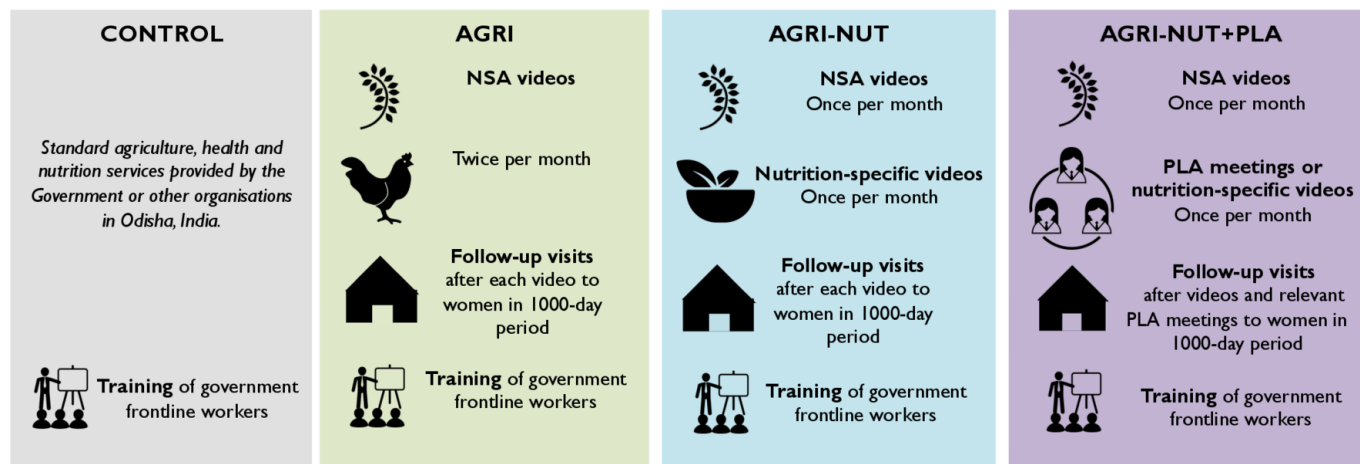 CONTROL
Standard agriculture, health and
nutrition services provided by the
Government or other organisations
in Odisha, India.
Training of government
frontline workers
AGRI
NSA videos
Twice per month
Follow-up visits
after each video to
women in 1000-day
period
Training of government
frontline workers
AGRI-NUT
NSA videos
Once per month
Nutrition-specific videos
Once per month
Follow-up visits
after each video to
women in 1000-day
period
Training of government
frontline workers
AGRI-NUT+PLA
NSA videos
Once per month
PLA meetings or
nutrition-specific videos
Once per month
Follow-up visits
after videos and relevant
PLA meetings to women in
1000-day period
Training of government
frontline workers